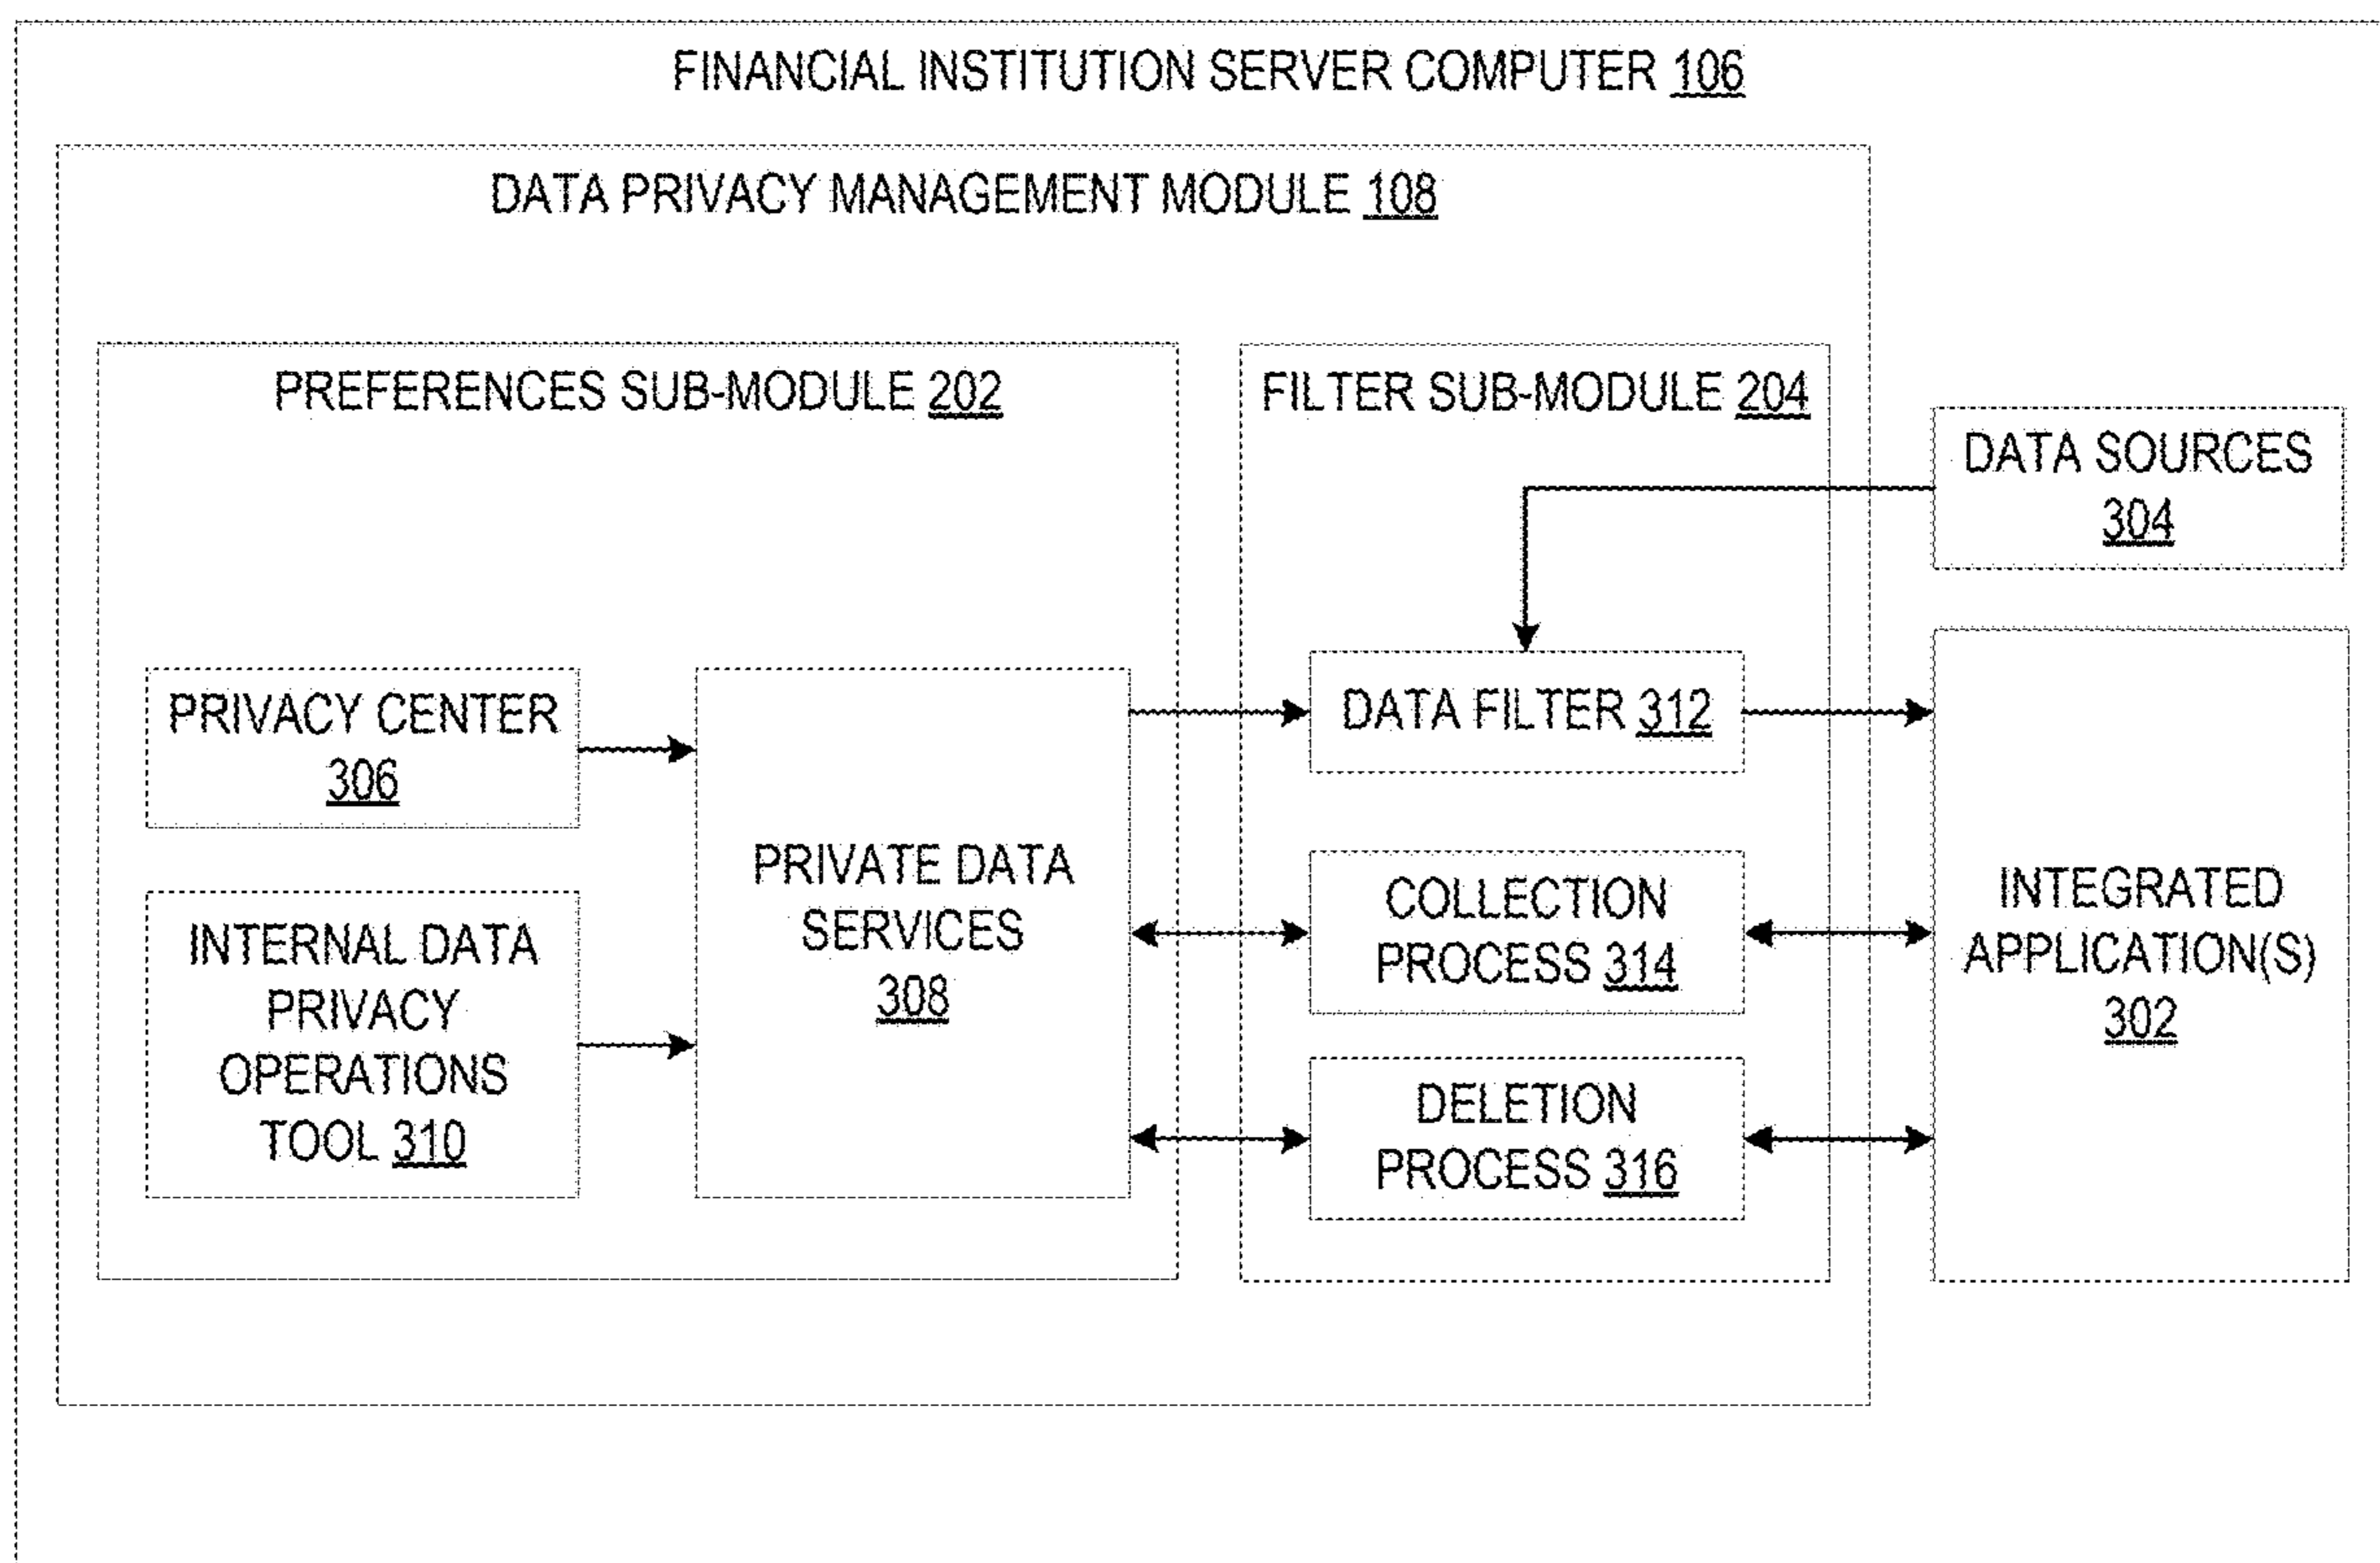 FINANCIAL INSTITUTION SERVER COMPUTER 106
DATA PRIVACY MANAGEMENT MODULE 108
PREFERENCES SUB-MODULE 202
PRIVACY CENTER
306
INTERNAL DATA
PRIVACY
OPERATIONS
TOOL 310
PRIVATE DATA
SERVICES
308
FILTER SUB-MODULE 204
DATA FILTER 312
COLLECTION
PROCESS 314
DELETION
PROCESS 316
DATA SOURCES
304
INTEGRATED
APPLICATION(S)
302